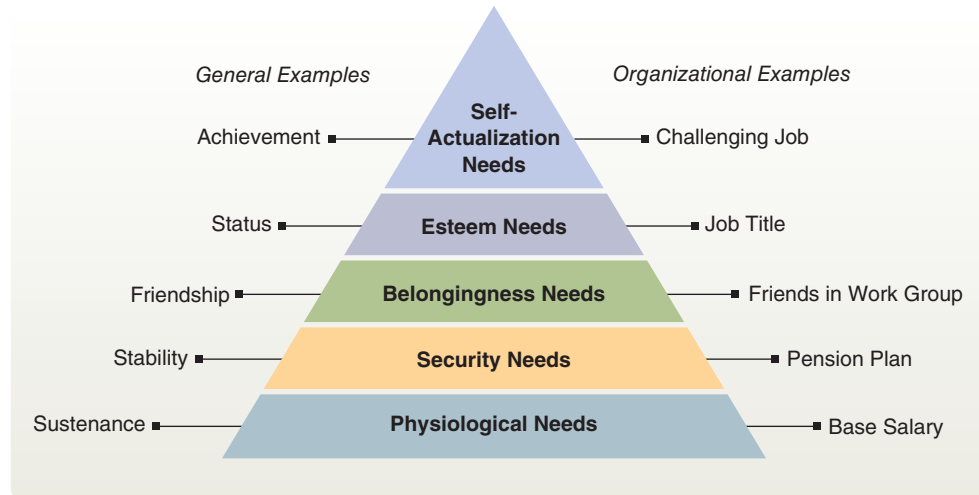 General Examples
Organizational Examples
Self-
Actualization
Needs
Achievement
Challenging Job
Status
Esteem Needs
Job Title
Friendship
Belongingness Needs
Friends in Work Group
Stability
Security Needs
Pension Plan
Sustenance
Physiological Needs
Base Salary